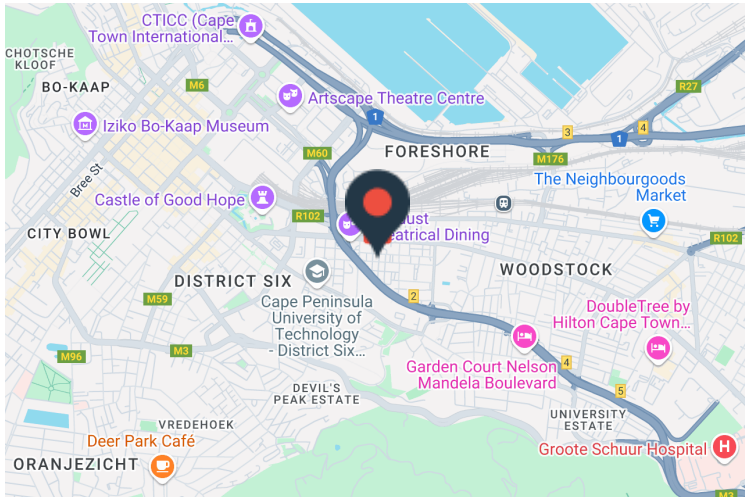 CTICC (Cape
Town International...
CHOTSCHE
KLOOF
BO-KAAP
M6
R27
Artscape Theatre Centre
1
3
1
4
Iziko Bo-Kaap Museum
M60
FORESHORE
M176
Bree St
The Neighbourgoods
Market
Castle of Good Hope
R102
ust
eatrical Dining
CITY BOWL
R102
DISTRICT SIX
WOODSTOCK
M59
Cape Peninsula
University of
Technology
- District Six...
2
DoubleTree by
Hilton Cape Town...
M96
M3
Garden Court Nelson
Mandela Boulevard
4
5
DEVIL'S
PEAK ESTATE
UNIVERSITY
ESTATE
VREDEHOEK
Deer Park Café
Groote Schuur Hospital
H
ORANJEZICHT
M3